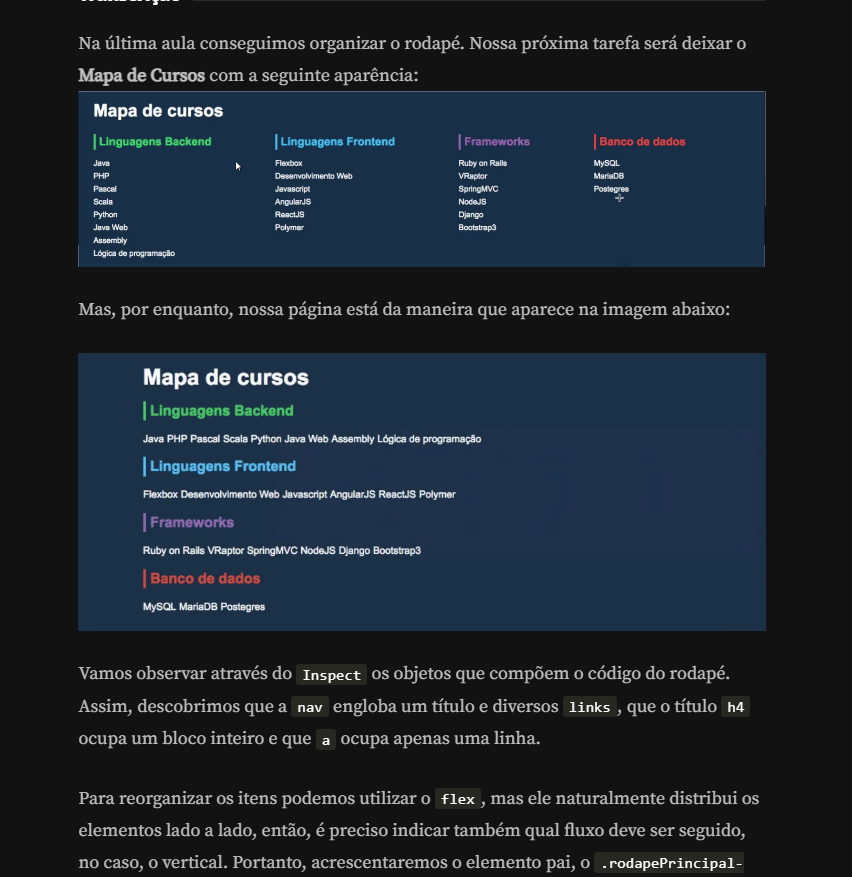 Na última aula conseguimos organizar o rodapé. Nossa próxima tarefa será deixar o
Mapa de Cursos com a seguinte aparência:
Mapa de cursos
Linguagens Backend
Java
PHP
Pascal
Scala
Python
Java Web
Assembly
Lógica de programação
Linguagens Frontend
Flexbox
Desenvolvimento Web
Javascript
AngularJS
ReactJS
Polymer
Frameworks
Ruby on Rails
VRaptor
SpringMVC
NodeJS
Django
Bootstrap3
Banco de dados
MySQL
MariaDB
Postegres
Mas, por enquanto, nossa página está da maneira que aparece na imagem abaixo:
Mapa de cursos
Linguagens Backend
Java PHP Pascal Scala Python Java Web Assembly Lógica de programação
Linguagens Frontend
Flexbox Desenvolvimento Web Javascript AngularJS ReactJS Polymer
Frameworks
Ruby on Rails VRaptor SpringMVC NodeJS Django Bootstrap3
Banco de dados
MySQL MariaDB Postegres
Vamos observar através do Inspect os objetos que compõem o código do rodapé.
Assim, descobrimos que a nav engloba um título e diversos links, que o título h4
ocupa um bloco inteiro e que a ocupa apenas uma linha.
Para reorganizar os itens podemos utilizar o flex, mas ele naturalmente distribui os
elementos lado a lado, então, é preciso indicar também qual fluxo deve ser seguido,
no caso, o vertical. Portanto, acrescentaremos o elemento pai, o .rodapePrincipal-